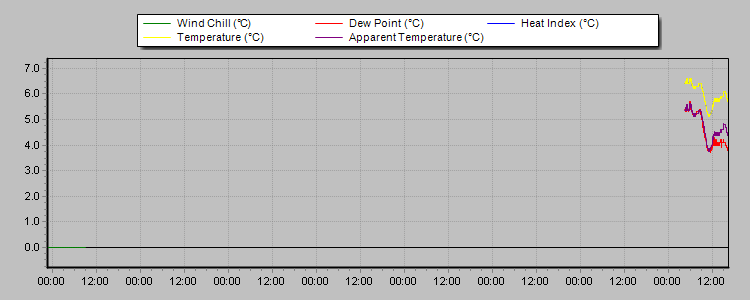 Wind Chill (°C) Dew Point (°C) Heat Index (°C)
Temperature (°C) Apparent Temperature (°C)
7.0
6.0
5.0
4.0
3.0
2.0
1.0
0.0
00:00 12:00 00:00 12:00 00:00 12:00 00:00 12:00 00:00 12:00 00:00 12:00 00:00 12:00 00:00 12:00